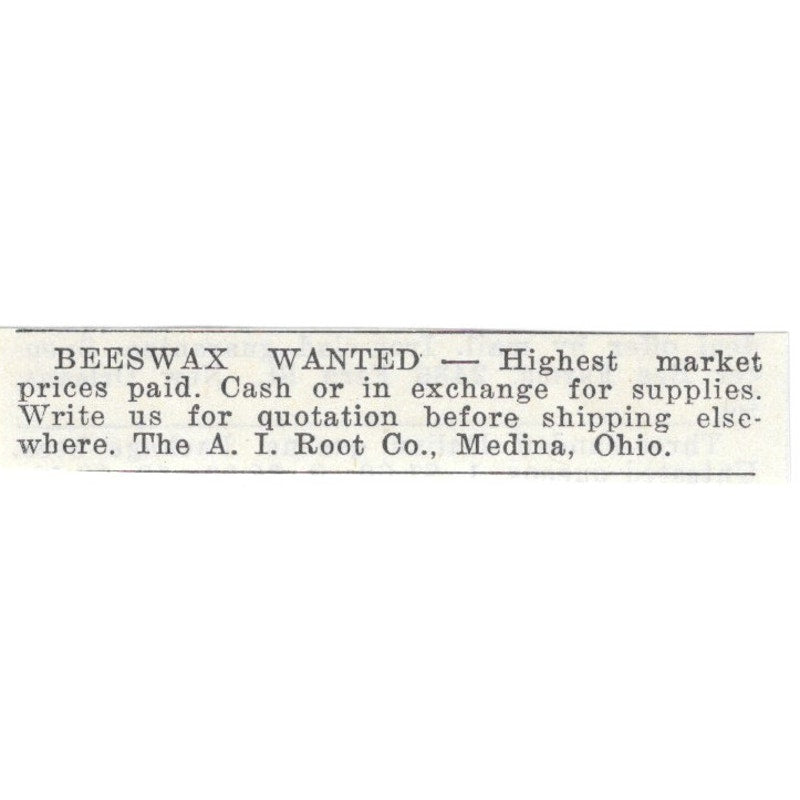 BEESWAX WANTED — Highest market
prices paid. Cash or in exchange for supplies.
Write us for quotation before shipping else-
where. The A. I. Root Co., Medina, Ohio.